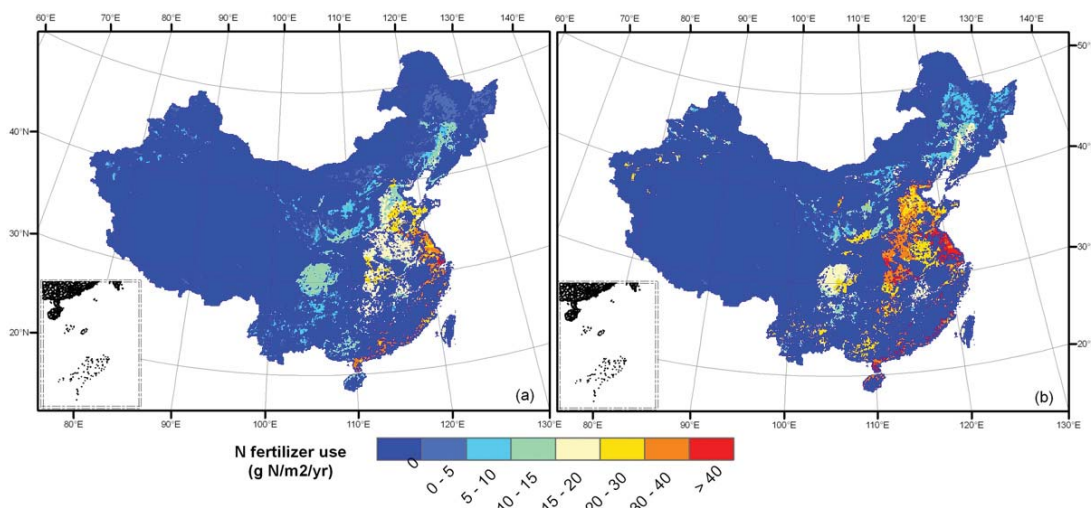 60°E 70°E 80°E 90°E 100°E 110°E 120°E 130°E 140°E 60°E 70°E 80°E 90°E 100°E 110°E 120°E 130°E 140°E
50°
40°N
40°
30°N
30°
20°N
20°
(a)
(b)
80°E 90°E 100°E 110°E 120°E 130°E 80°E 90°E 100°E 110°E 120°E 130°E
N fertilizer use
(g N/m2/yr)
0
0 - 5
5 - 10
10 - 15
15 - 20
20 - 30
30 - 40
> 40